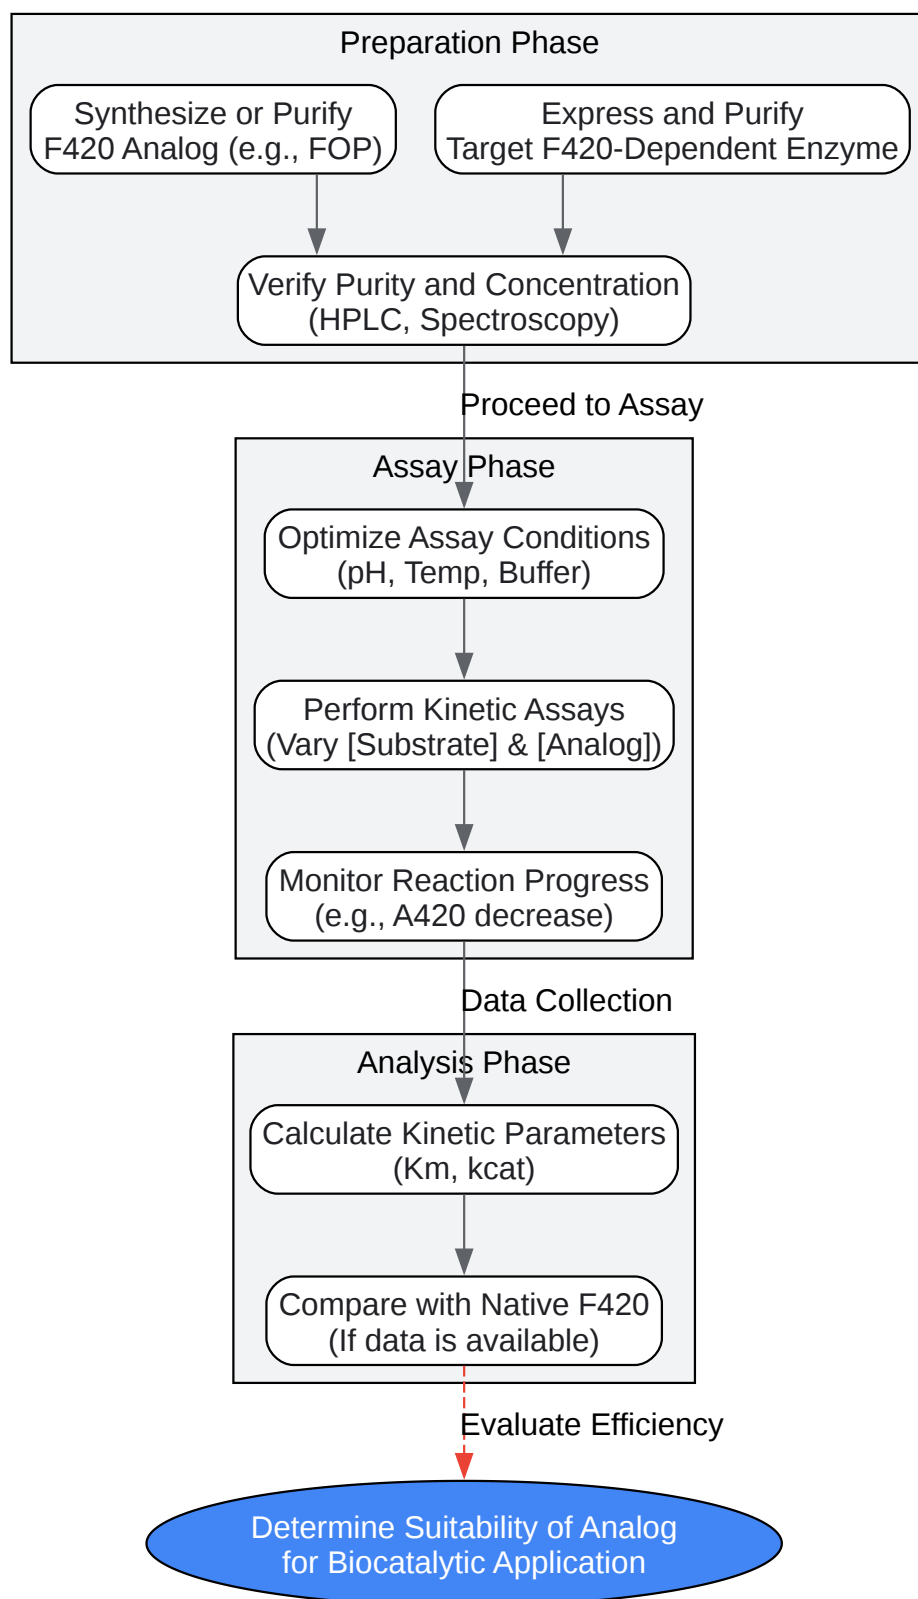 Preparation Phase
Synthesize or Purify
F420 Analog (e.g., FOP)
Express and Purify
Target F420-Dependent Enzyme
Verify Purity and Concentration
(HPLC, Spectroscopy)
Proceed to Assay
Assay Phase
Optimize Assay Conditions
(pH, Temp, Buffer)
Perform Kinetic Assays
(Vary [Substrate] & [Analog])
Monitor Reaction Progress
(e.g., A420 decrease)
Data Collection
Analysis Phase
Calculate Kinetic Parameters
(Km, kcat)
Compare with Native F420
(If data is available)
Evaluate Efficiency
Determine Suitability of Analog
for Biocatalytic Application